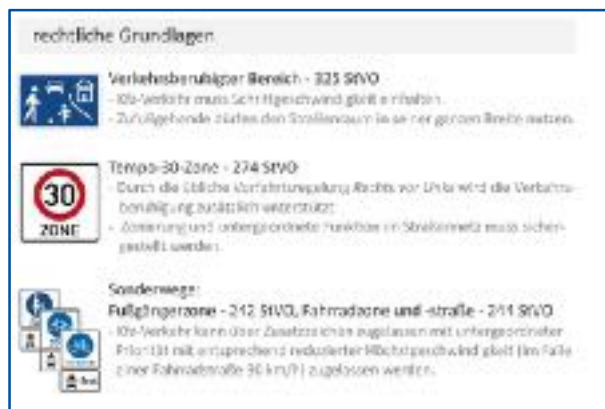 rechtliche Grundlagen
Verkehrsberuhigter Bereich - 325 StVO
- Kfz-Verkehr muss Schrittgeschwindigkeit einhalten.
- Zufußgehende dürfen den Straßenraum in seiner ganzen Breite nutzen.
30
ZONE
Tempo-30-Zone - 274 StVO
- Durch die übliche Vorfahrtsregelung Rechts vor Links wird die Verkehrs-
beruhigung zusätzlich unterstützt
- Zonierung und untergeordnete Funktion im Straßennetz muss sicher-
gestellt werden.
Sonderwege:
Fußgängerzone - 242 StVO, Fahrradzone und -straße - 244 StVO
- Kfz-Verkehr kann über Zusatzzeichen zugelassen mit untergeordneter
Priorität mit entsprechend reduzierter Höchstgeschwindigkeit (im Falle
einer Fahrradstraße 30 km/h) zugelassen werden.